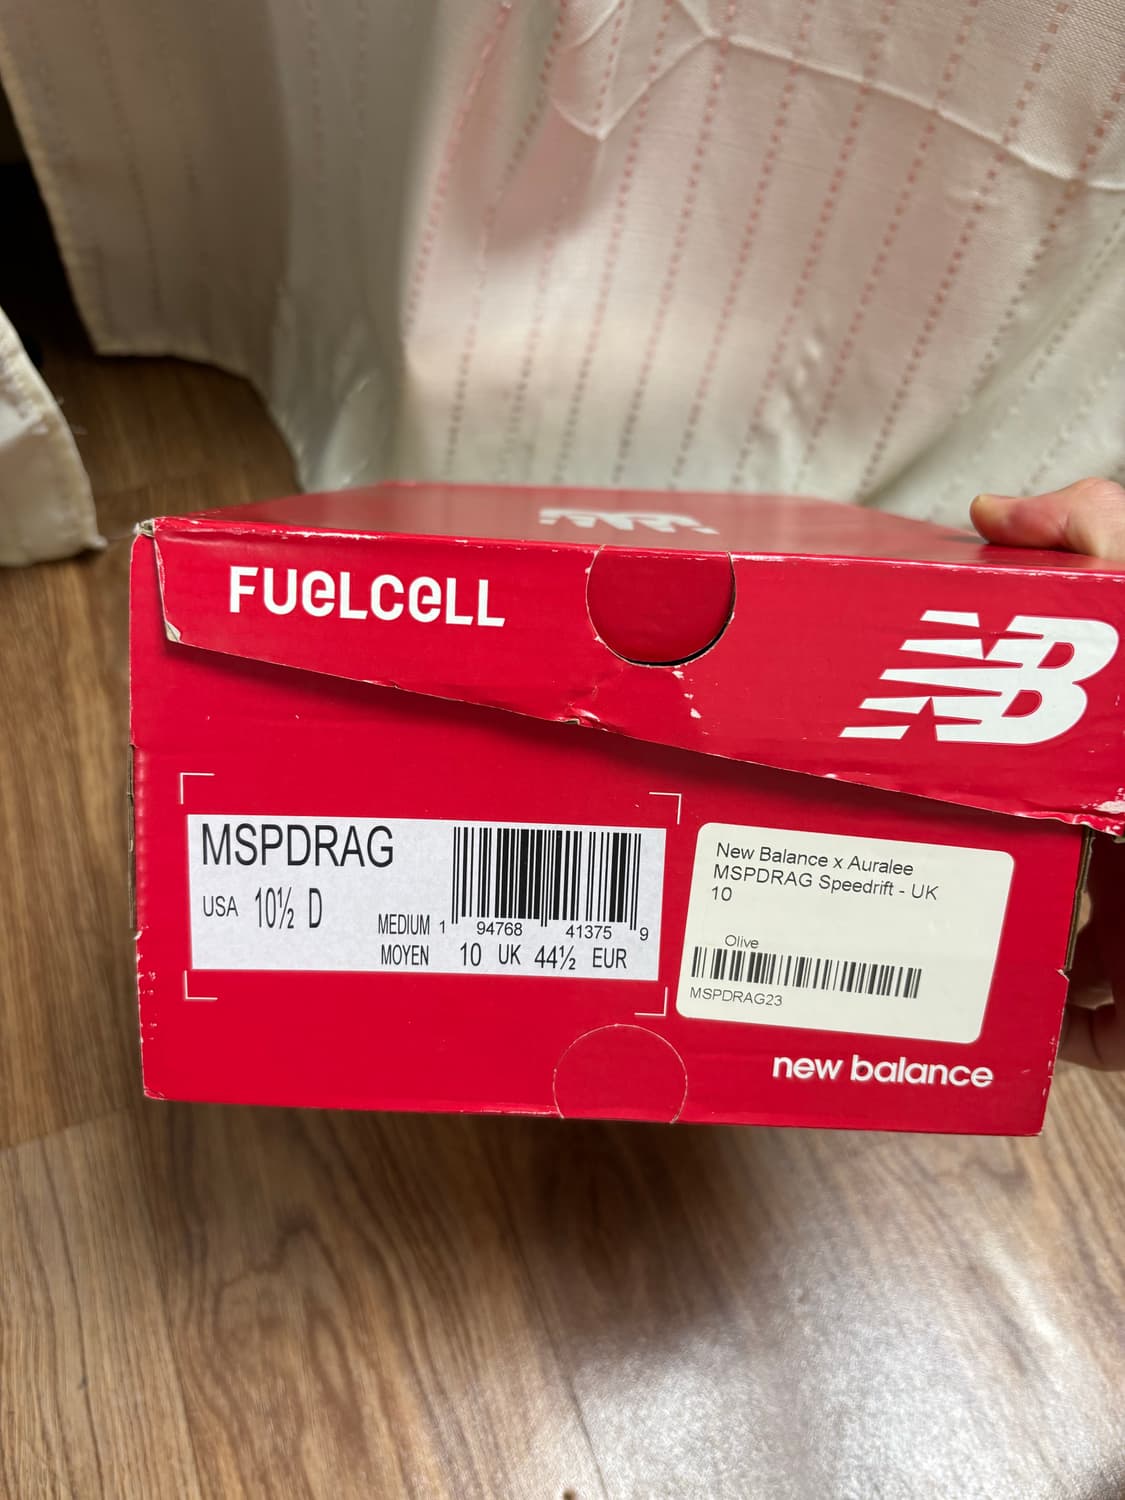 FUELCELL
NB
MSPDRAG
USA 10½ D
MEDIUM
MOYEN
1 94768 41375 9
10 UK 44½ EUR
New Balance x Auralee
MSPDRAG Speedrift - UK
10
Olive
MSPDRAG23
new balance